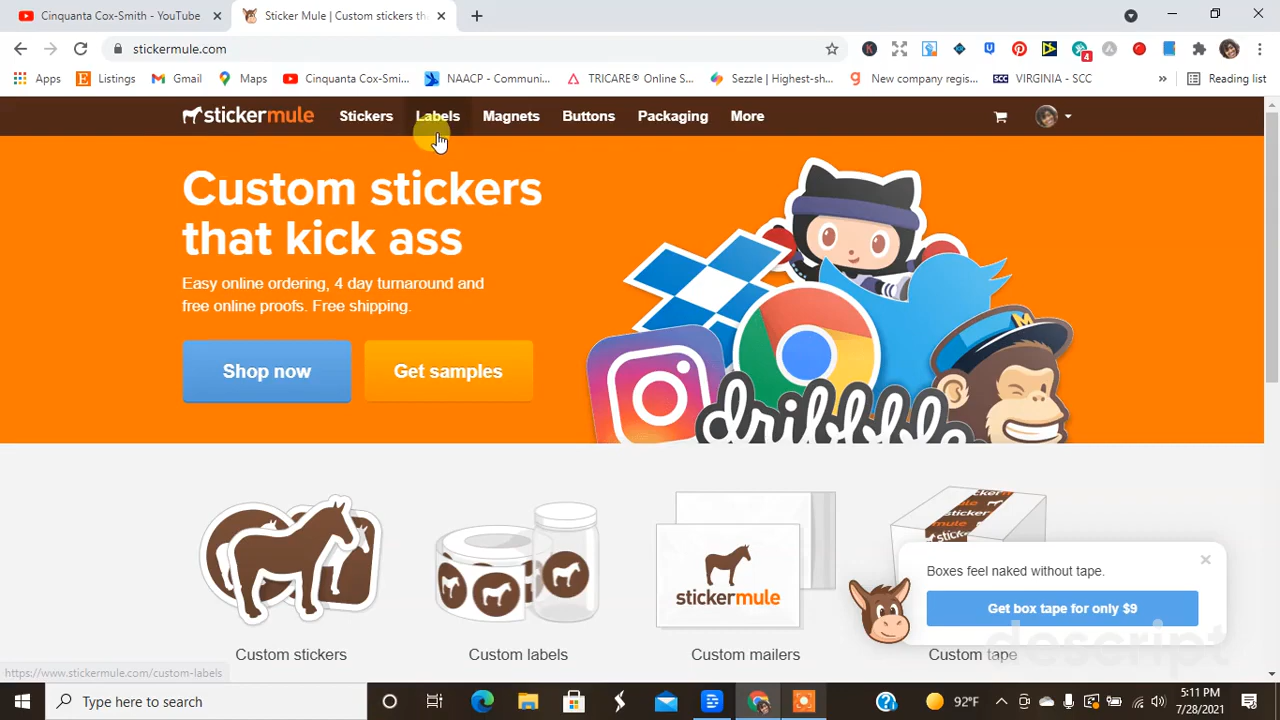 Cinquanta Cox-Smith - YouTube
Sticker Mule | Custom stickers tha
stickermule.com
4
Apps
Listings
Gmail
Maps
Cinquanta Cox-Smi...
NAACP - Communi...
TRICARE® Online S...
Sezzle | Highest-sh...
New company regis...
SCC
VIRGINIA - SCC
»
Reading list
stickermule
Stickers
Labels
Magnets
Buttons
Packaging
More
Custom stickers
that kick ass
Easy online ordering, 4 day turnaround and
free online proofs. Free shipping.
Shop now
Get samples
dribbble
M
stickermule
stickermule
Boxes feel naked without tape.
Get box tape for only $9
Custom stickers
Custom labels
Custom mailers
Custom tape
descript
https://www.stickermule.com/custom-labels
Type here to search
92°F
5:11 PM
7/28/2021